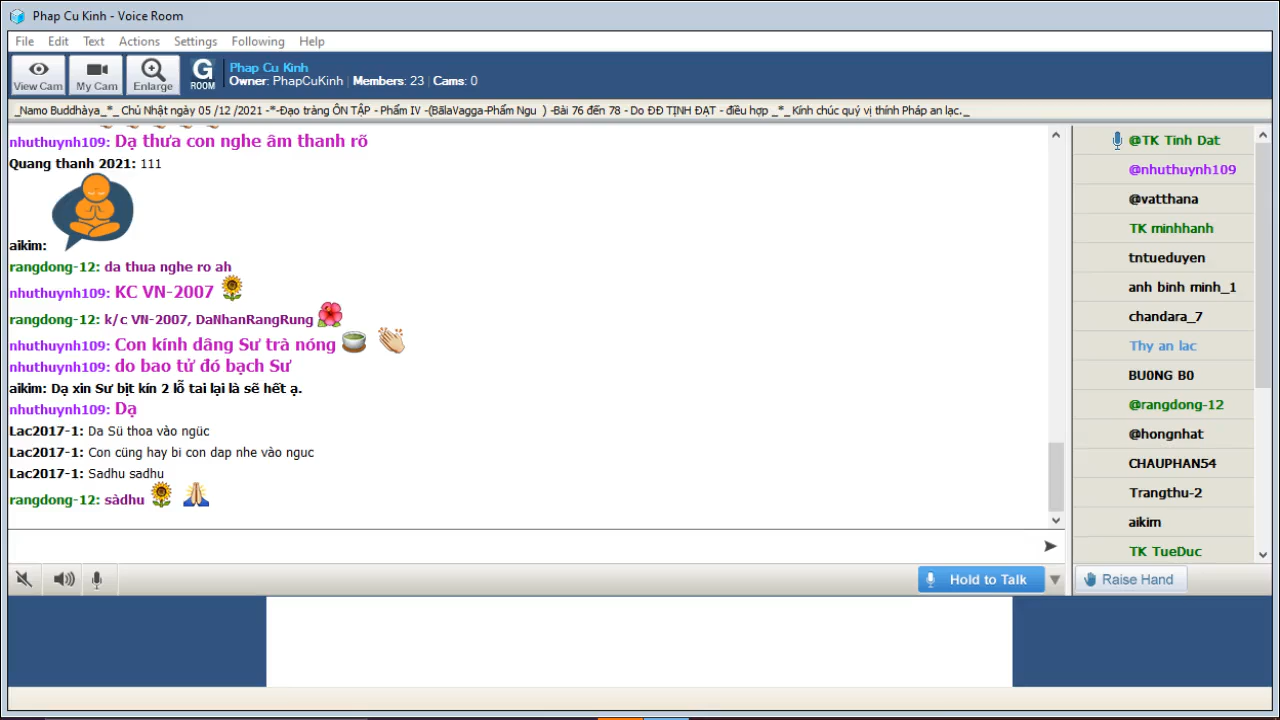 Phap Cu Kinh - Voice Room
File Edit Text Actions Settings Following Help
View Cam My Cam Enlarge G ROOM
Phap Cu Kinh
Owner: PhapCuKinh | Members: 23 | Cams: 0
_Namo Buddhàya_*_ Chủ Nhật ngày 05 /12 /2021 -*-Đạo tràng ÔN TẬP - Phẩm IV -(BālaVagga-Phẩm Ngu ) -Bài 76 đến 78 - Do ĐĐ TỊNH ĐẠT - điều hợp _*_ Kính chúc quý vị thính Pháp an lạc._
nhuthuynh109: Dạ thưa con nghe âm thanh rõ
Quang thanh 2021: 111
aikim:
rangdong-12: da thua nghe ro ah
nhuthuynh109: KC VN-2007
rangdong-12: k/c VN-2007, DaNhanRangRung
nhuthuynh109: Con kính dâng Sư trà nóng
nhuthuynh109: do bao tử đó bạch Sư
aikim: Dạ xin Sư bịt kín 2 lỗ tai lại là sẽ hết ạ.
nhuthuynh109: Dạ
Lac2017-1: Da Sü thoa vào ngüc
Lac2017-1: Con cüng hay bi con dap nhe vào nguc
Lac2017-1: Sadhu sadhu
rangdong-12: sàdhu
@TK Tinh Dat
@nhuthuynh109
@vatthana
TK minhhanh
tntueduyen
anh binh minh_1
chandara_7
Thy an lac
BU0NG B0
@rangdong-12
@hongnhat
CHAUPHAN54
Trangthu-2
aikim
TK TueDuc
Hold to Talk
Raise Hand